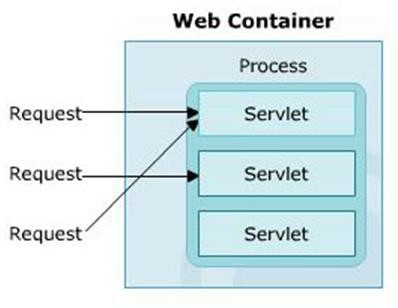 Web Container
Process
Request
Servlet
Request
Servlet
Request
Servlet